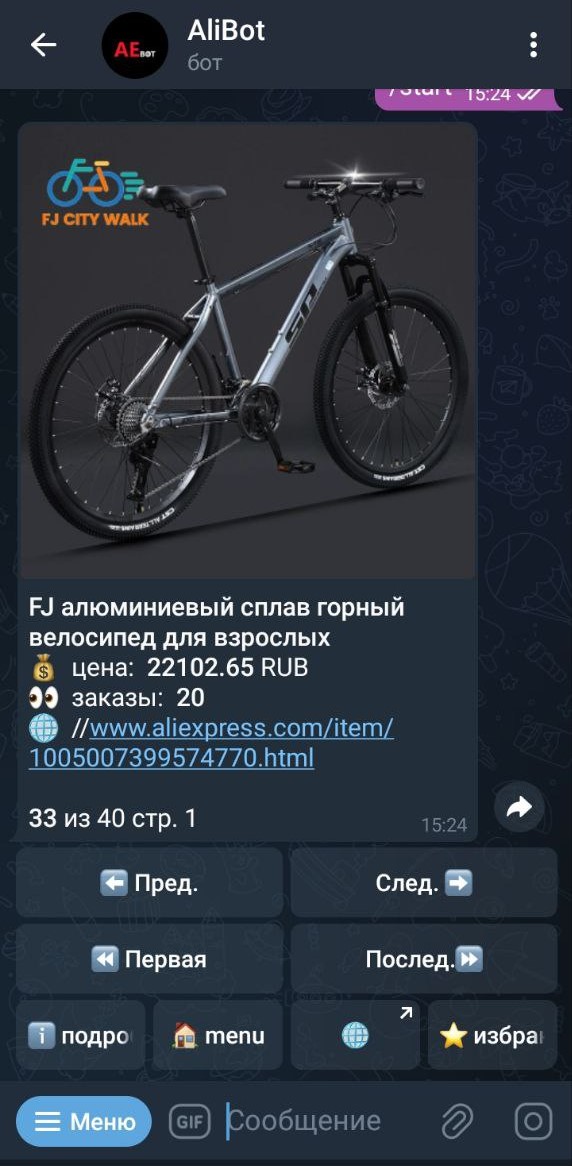 AliBot
AE BOT
бот
/start 15:24
FJ CITY WALK
FJ алюминиевый сплав горный
велосипед для взрослых
💰 цена: 22102.65 RUB
👀 заказы: 20
🌐 //www.aliexpress.com/item/
1005007399574770.html
33 из 40 стр. 1
15:24
⬅️ Пред.
След. ➡️
⏪ Первая
Послед.⏩
ℹ️ подро
🏠 menu
🌐
⭐ избра
Меню
GIF
Сообщение